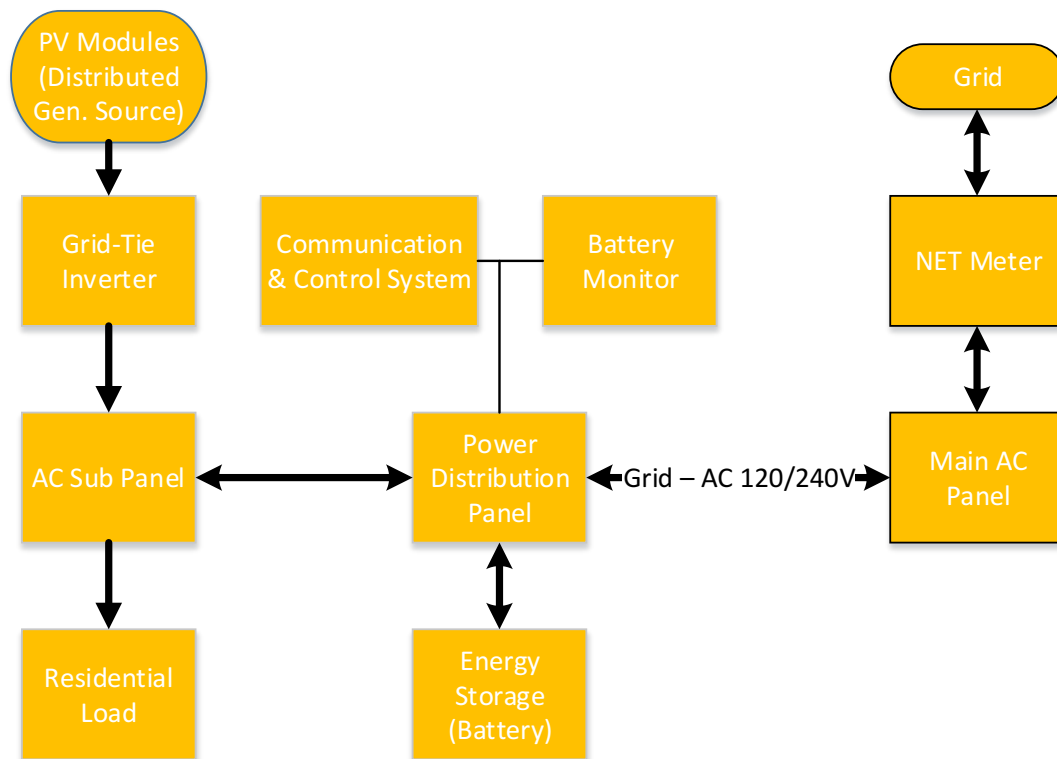 PV Modules
(Distributed
Gen. Source)
Grid
Grid-Tie
Inverter
Communication
& Control System
Battery
Monitor
NET Meter
AC Sub Panel
Power
Distribution
Panel
Grid – AC 120/240V
Main AC
Panel
Residential
Load
Energy
Storage
(Battery)